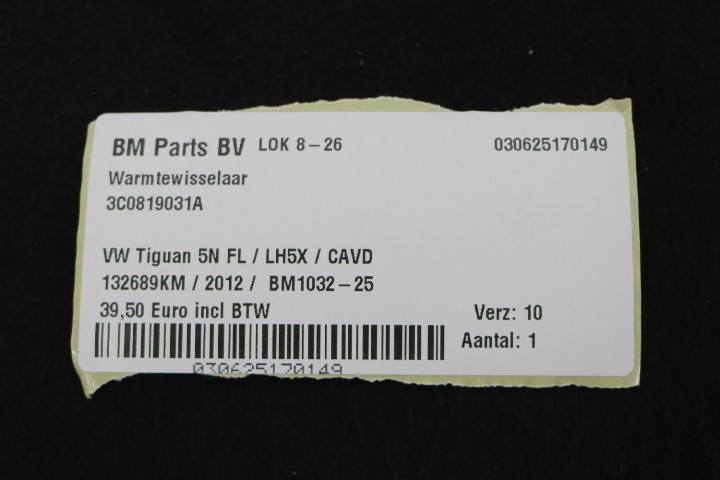 BM Parts BV LOK 8-26 030625170149
Warmtewisselaar
3C0819031A
VW Tiguan 5N FL / LH5X / CAVD
132689KM / 2012 / BM1032-25
39,50 Euro incl BTW Verz: 10
Aantal: 1
030625170149